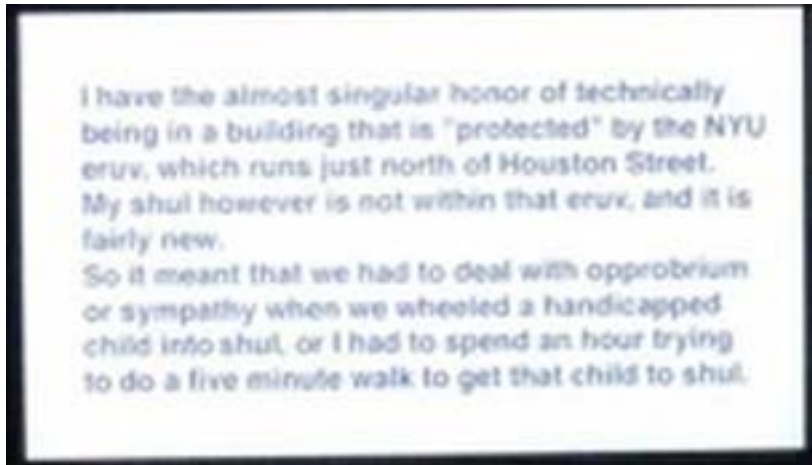 I have the almost singular honor of technically
being in a building that is "protected" by the NYU
eruv, which runs just north of Houston Street.
My shul however is not within that eruv, and it is
fairly new.
So it meant that we had to deal with opprobrium
or sympathy when we wheeled a handicapped
child into shul, or I had to spend an hour trying
to do a five minute walk to get that child to shul.